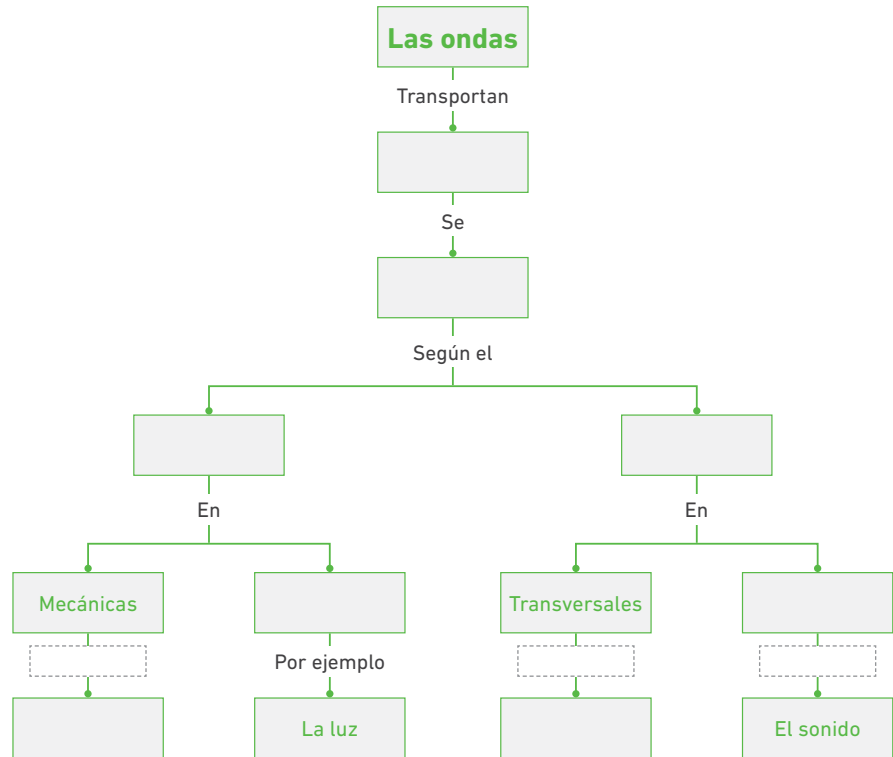 Las ondas
Transportan
Se
Según el
En
En
Mecánicas
Transversales
Por ejemplo
La luz
El sonido